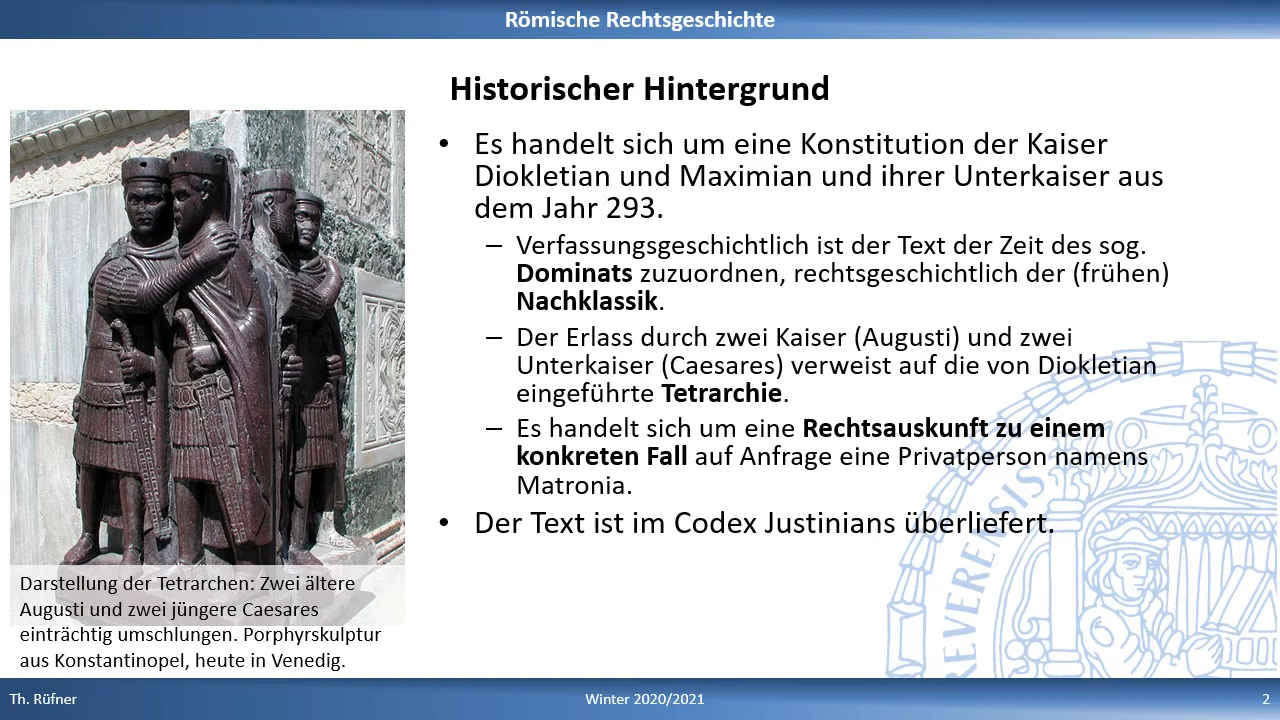 Römische Rechtsgeschichte
Historischer Hintergrund
• Es handelt sich um eine Konstitution der Kaiser
Diokletian und Maximian und ihrer Unterkaiser aus
dem Jahr 293.
– Verfassungsgeschichtlich ist der Text der Zeit des sog.
Dominats zuzuordnen, rechtsgeschichtlich der (frühen)
Nachklassik.
– Der Erlass durch zwei Kaiser (Augusti) und zwei
Unterkaiser (Caesares) verweist auf die von Diokletian
eingeführte Tetrarchie.
– Es handelt sich um eine Rechtsauskunft zu einem
konkreten Fall auf Anfrage eine Privatperson namens
Matronia.
• Der Text ist im Codex Justinians überliefert.
Darstellung der Tetrarchen: Zwei ältere
Augusti und zwei jüngere Caesares
einträchtig umschlungen. Porphyrskulptur
aus Konstantinopel, heute in Venedig.
REVERENSIS
Th. Rüfner
Winter 2020/2021
2